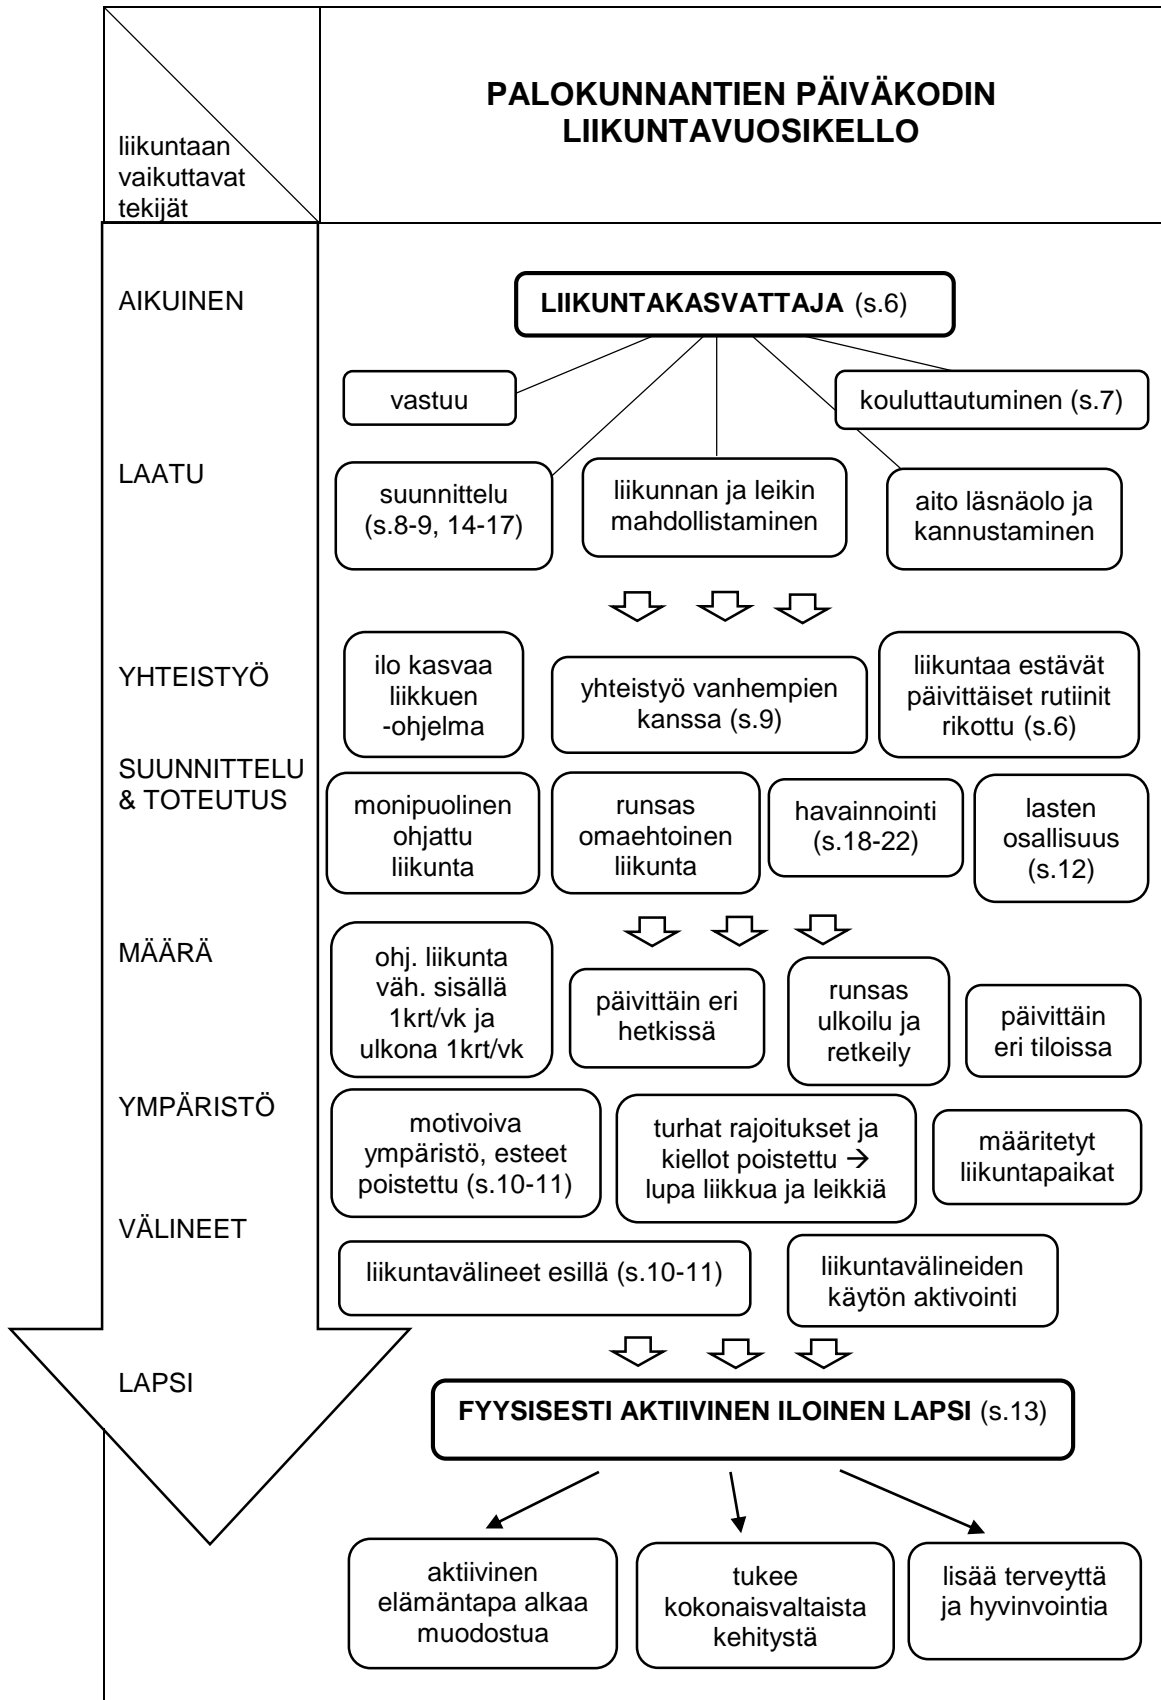 PALOKUNNANTIEN PÄIVÄKODIN
LIIKUNTAVUOSIKELLO
liikuntaan
vaikuttavat
tekijät
AIKUINEN
LIIKUNTAKASVATTAJA (s.6)
vastuu
kouluttautuminen (s.7)
LAATU
suunnittelu
(s.8-9, 14-17)
liikunnan ja leikin
mahdollistaminen
aito läsnäolo ja
kannustaminen
YHTEISTYÖ
ilo kasvaa
liikkuen
-ohjelma
yhteistyö vanhempien
kanssa (s.9)
liikuntaa estävät
päivittäiset rutiinit
rikottu (s.6)
SUUNNITTELU
& TOTEUTUS
monipuolinen
ohjattu
liikunta
runsas
omaehtoinen
liikunta
havainnointi
(s.18-22)
lasten
osallisuus
(s.12)
MÄÄRÄ
ohj. liikunta
väh. sisällä
1krt/vk ja
ulkona 1krt/vk
päivittäin eri
hetkissä
runsas
ulkoilu ja
retkeily
päivittäin
eri tiloissa
YMPÄRISTÖ
motivoiva
ympäristö, esteet
poistettu (s.10-11)
turhat rajoitukset ja
kiellot poistettu →
lupa liikkua ja leikkiä
määritetyt
liikuntapaikat
VÄLINEET
liikuntavälineet esillä (s.10-11)
liikuntavälineiden
käytön aktivointi
LAPSI
FYYSISESTI AKTIIVINEN ILOINEN LAPSI (s.13)
aktiivinen
elämäntapa alkaa
muodostua
tukee
kokonaisvaltaista
kehitystä
lisää terveyttä
ja hyvinvointia